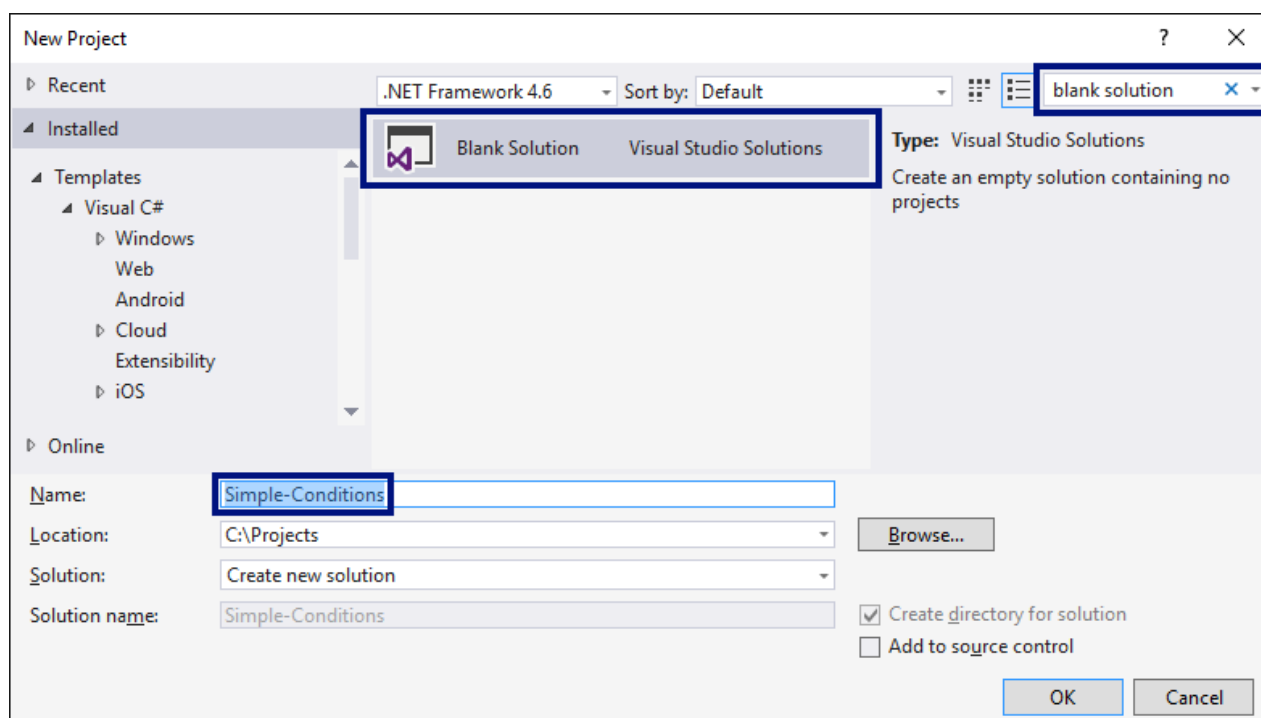 New Project ?
Recent
.NET Framework 4.6 Sort by: Default blank solution
Installed
Blank Solution Visual Studio Solutions
Type: Visual Studio Solutions
Create an empty solution containing no
projects
Templates
Visual C#
Windows
Web
Android
Cloud
Extensibility
iOS
Online
Name: Simple-Conditions
Location: C:\Projects Browse...
Solution: Create new solution
Solution name: Simple-Conditions
Create directory for solution
Add to source control
OK Cancel